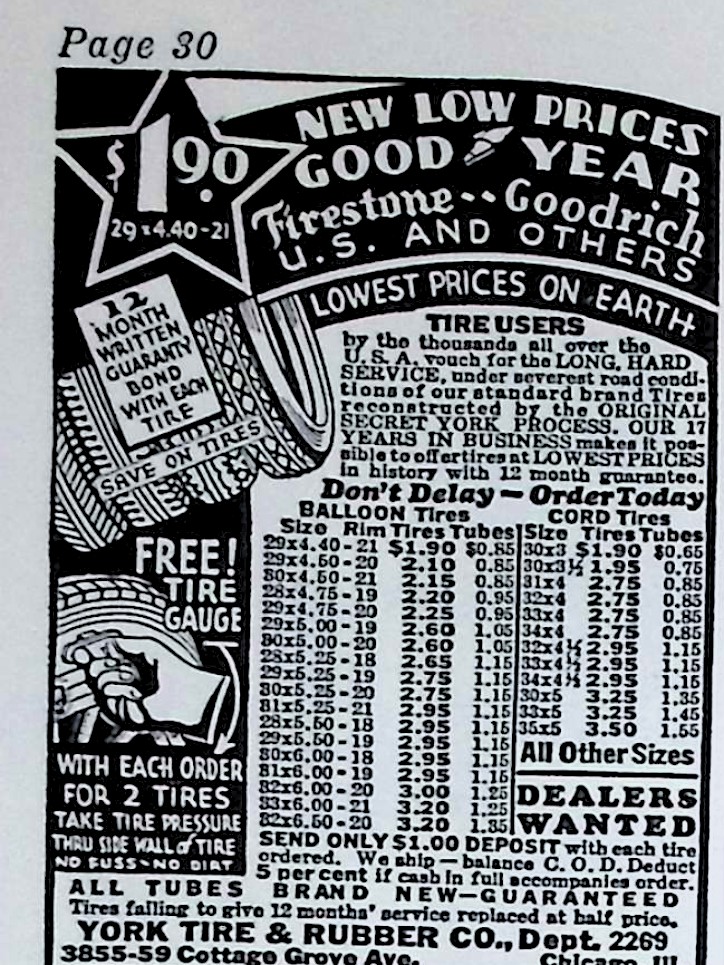 Page 30
$1.90
29x4.40-21
NEW LOW PRICES
GOOD YEAR
Firestone--Goodrich
U.S. AND OTHERS
LOWEST PRICES ON EARTH
12
MONTH
WRITTEN
GUARANTY
BOND
WITH EACH
TIRE
SAVE ON TIRES
TIRE USERS
by the thousands all over the
U. S. A. vouch for the LONG, HARD
SERVICE, under severest road condi-
tions of our standard brand Tires
reconstructed by the ORIGINAL
SECRET YORK PROCESS. OUR 17
YEARS IN BUSINESS makes it pos-
sible to offer tires at LOWEST PRICES
in history with 12 month guarantee.
Don't Delay — Order Today
BALLOON Tires
Size Rim Tires Tubes
29x4.40-21 $1.90 $0.85
29x4.50-20 2.10 0.85
30x4.50-21 2.15 0.85
28x4.75-19 2.20 0.95
29x4.75-20 2.25 0.95
29x5.00-19 2.60 1.05
30x5.00-20 2.60 1.05
28x5.25-18 2.65 1.15
29x5.25-19 2.75 1.15
30x5.25-20 2.75 1.15
31x5.25-21 2.95 1.15
28x5.50-18 2.95 1.15
29x5.50-19 2.95 1.15
30x6.00-18 2.95 1.15
31x6.00-19 2.95 1.15
32x6.00-20 3.00 1.25
33x6.00-21 3.20 1.25
32x6.50-20 3.20 1.35
CORD Tires
Size Tires Tubes
30x3 $1.90 $0.65
30x3½ 1.95 0.75
31x4 2.75 0.85
32x4 2.75 0.85
33x4 2.75 0.85
34x4 2.75 0.85
32x4½ 2.95 1.15
33x4½ 2.95 1.15
34x4½ 2.95 1.15
30x5 3.25 1.35
33x5 3.25 1.45
35x5 3.50 1.55
All Other Sizes
DEALERS
WANTED
FREE!
TIRE
GAUGE
WITH EACH ORDER
FOR 2 TIRES
TAKE TIRE PRESSURE
THRU SIDE WALL of TIRE
NO FUSS-NO DIRT
SEND ONLY $1.00 DEPOSIT with each tire
ordered. We ship — balance C. O. D. Deduct
5 per cent if cash in full accompanies order.
ALL TUBES BRAND NEW—GUARANTEED
Tires failing to give 12 months' service replaced at half price.
YORK TIRE & RUBBER CO., Dept. 2269
3855-59 Cottage Grove Ave. Chicago, Ill.